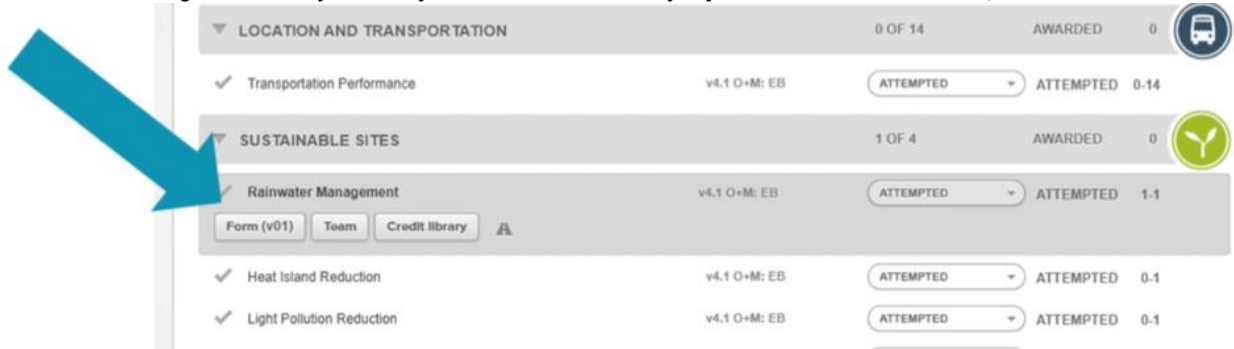 LOCATION AND TRANSPORTATION 0 OF 14 AWARDED 0
Transportation Performance v4.1 O+M: EB ATTEMPTED ATTEMPTED 0-14
SUSTAINABLE SITES 1 OF 4 AWARDED 0
Rainwater Management v4.1 O+M: EB ATTEMPTED ATTEMPTED 1-1
Form (v01) Team Credit library
Heat Island Reduction v4.1 O+M: EB ATTEMPTED ATTEMPTED 0-1
Light Pollution Reduction v4.1 O+M: EB ATTEMPTED ATTEMPTED 0-1